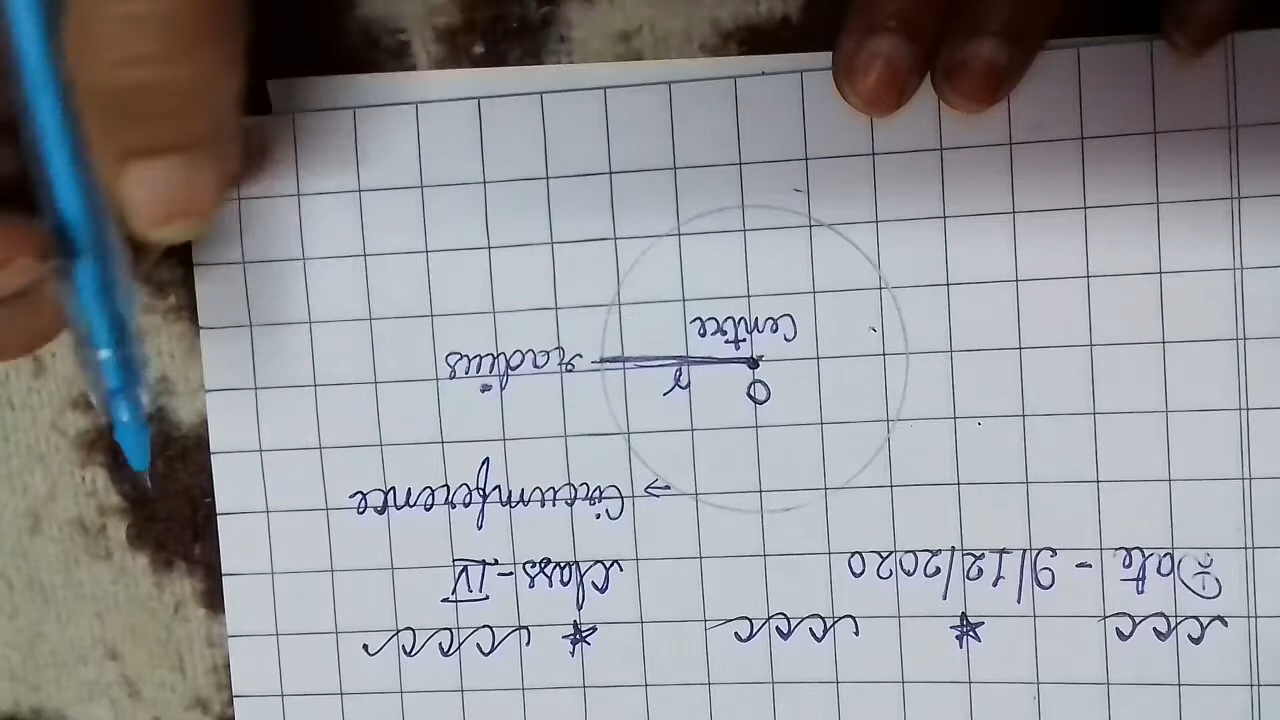 Date - 9/12/2020 Class-IV
→ Circumference
O r
radius
Centre